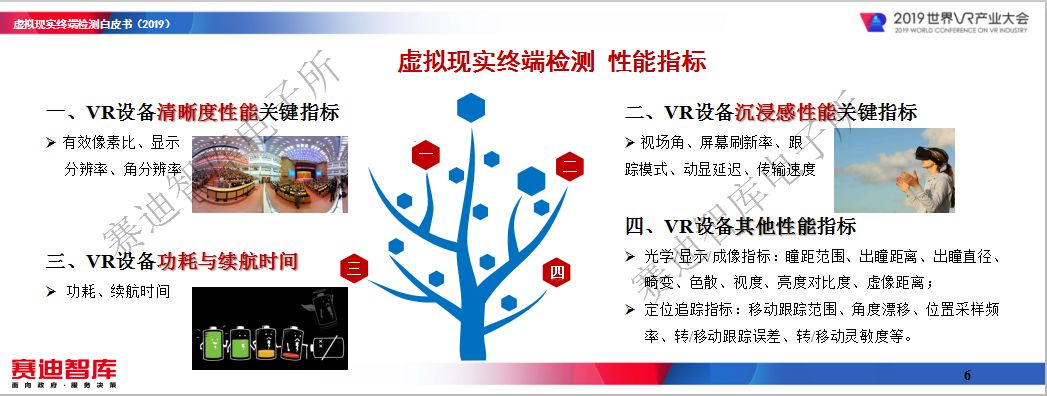 虚拟现实终端检测白皮书（2019）
2019世界VR产业大会
2019 WORLD CONFERENCE ON VR INDUSTRY
虚拟现实终端检测 性能指标
一、VR设备清晰度性能关键指标
➢ 有效像素比、显示
分辨率、角分辨率
二、VR设备沉浸感性能关键指标
➢ 视场角、屏幕刷新率、跟
踪模式、动显延迟、传输速度
一
二
三
四
三、VR设备功耗与续航时间
➢ 功耗、续航时间
四、VR设备其他性能指标
➢ 光学/显示/成像指标：瞳距范围、出瞳距离、出瞳直径、
畸变、色散、视度、亮度对比度、虚像距离；
➢ 定位追踪指标：移动跟踪范围、角度漂移、位置采样频
率、转/移动跟踪误差、转/移动灵敏度等。
赛迪智库电子所
赛迪智库电子所
赛迪智库
面向政府·服务决策
6